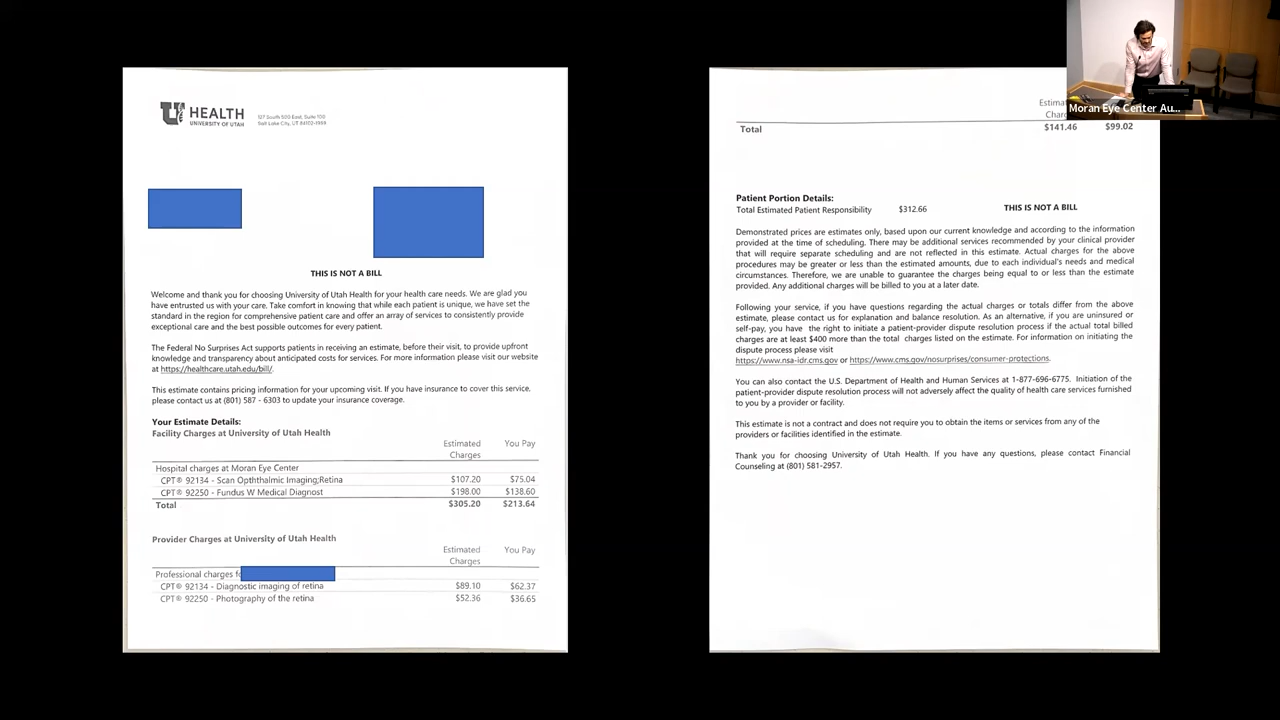 HEALTH
UNIVERSITY OF UTAH
127 South 500 East, Suite 100
Salt Lake City, UT 84102-1959
THIS IS NOT A BILL
Welcome and thank you for choosing University of Utah Health for your health care needs. We are glad you
have entrusted us with your care. Take comfort in knowing that while each patient is unique, we have set the
standard in the region for comprehensive patient care and offer an array of services to consistently provide
exceptional care and the best possible outcomes for every patient.
The Federal No Surprises Act supports patients in receiving an estimate, before their visit, to provide upfront
knowledge and transparency about anticipated costs for services. For more information please visit our website
at https://healthcare.utah.edu/bill/.
This estimate contains pricing information for your upcoming visit. If you have insurance to cover this service,
please contact us at (801) 587 - 6303 to update your insurance coverage.
Your Estimate Details:
Facility Charges at University of Utah Health
Estimated You Pay
Charges
Hospital charges at Moran Eye Center
CPT® 92134 - Scan Opththalmic Imaging;Retina $107.20 $75.04
CPT® 92250 - Fundus W Medical Diagnost $198.00 $138.60
Total $305.20 $213.64
Provider Charges at University of Utah Health
Estimated You Pay
Charges
Professional charges fo
CPT® 92134 - Diagnostic imaging of retina $89.10 $62.37
CPT® 92250 - Photography of the retina $52.36 $36.65
Estima
Charg
Total $141.46 $99.02
Patient Portion Details:
Total Estimated Patient Responsibility $312.66 THIS IS NOT A BILL
Demonstrated prices are estimates only, based upon our current knowledge and according to the information
provided at the time of scheduling. There may be additional services recommended by your clinical provider
that will require separate scheduling and are not reflected in this estimate. Actual charges for the above
procedures may be greater or less than the estimated amounts, due to each individual's needs and medical
circumstances. Therefore, we are unable to guarantee the charges being equal to or less than the estimate
provided. Any additional charges will be billed to you at a later date.
Following your service, if you have questions regarding the actual charges or totals differ from the above
estimate, please contact us for explanation and balance resolution. As an alternative, if you are uninsured or
self-pay, you have the right to initiate a patient-provider dispute resolution process if the actual total billed
charges are at least $400 more than the total charges listed on the estimate. For information on initiating the
dispute process please visit
https://www.nsa-idr.cms.gov or https://www.cms.gov/nosurprises/consumer-protections.
You can also contact the U.S. Department of Health and Human Services at 1-877-696-6775. Initiation of the
patient-provider dispute resolution process will not adversely affect the quality of health care services furnished
to you by a provider or facility.
This estimate is not a contract and does not require you to obtain the items or services from any of the
providers or facilities identified in the estimate.
Thank you for choosing University of Utah Health. If you have any questions, please contact Financial
Counseling at (801) 581-2957.
Moran Eye Center Au...